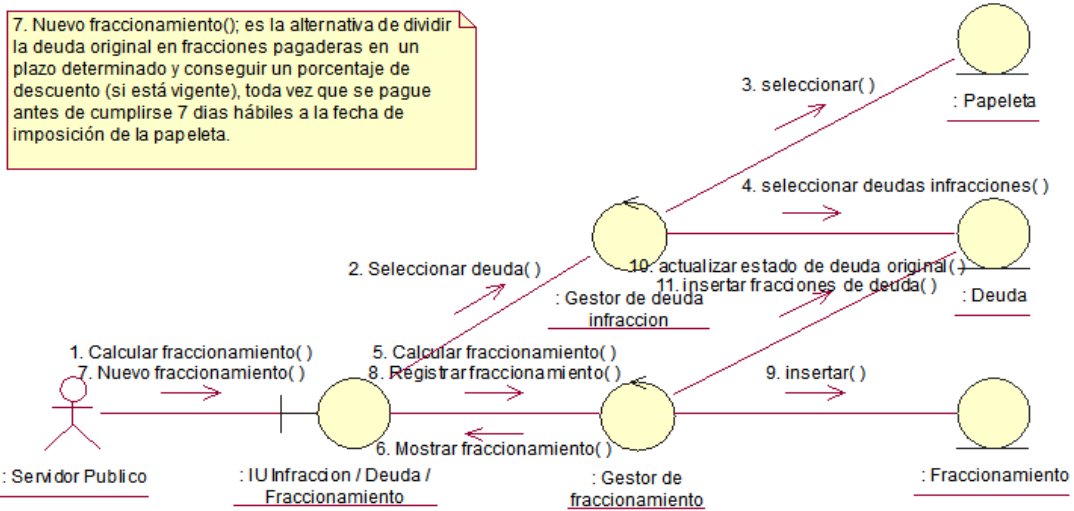 7. Nuevo fraccionamiento(); es la alternativa de dividir
la deuda original en fracciones pagaderas en un
plazo determinado y conseguir un porcentaje de
descuento (si está vigente), toda vez que se pague
antes de cumplirse 7 dias hábiles a la fecha de
imposición de la papeleta.
3. seleccionar( )
: Papeleta
4. seleccionar deudas infracciones( )
2. Seleccionar deuda( )
10. actualizar estado de deuda original( )
11. insertar fracciones de deuda( )
: Gestor de deuda
infraccion
: Deuda
1. Calcular fraccionamiento( )
7. Nuevo fraccionamiento( )
5. Calcular fraccionamiento( )
8. Registrar fraccionamiento( )
9. insertar( )
6. Mostrar fraccionamiento( )
: Servidor Publico
: IU Infraccion / Deuda /
Fraccionamiento
: Gestor de
fraccionamiento
: Fraccionamiento